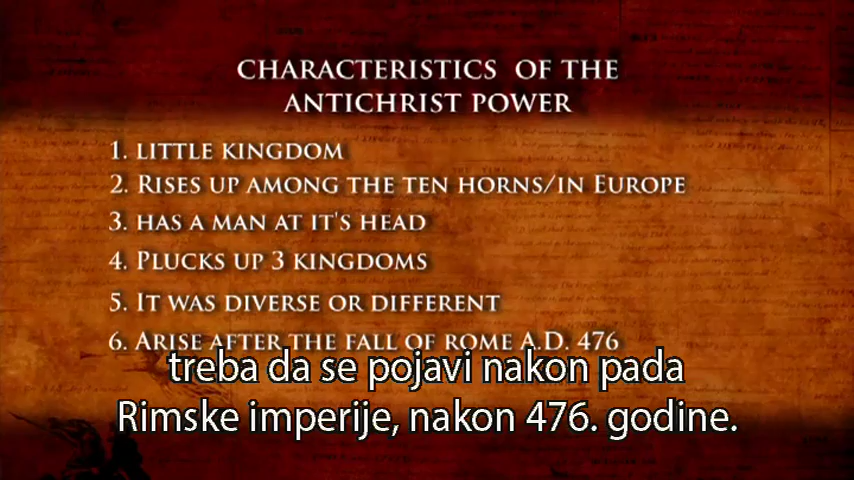 CHARACTERISTICS OF THE
ANTICHRIST POWER
1. LITTLE KINGDOM
2. RISES UP AMONG THE TEN HORNS/IN EUROPE
3. HAS A MAN AT IT'S HEAD
4. PLUCKS UP 3 KINGDOMS
5. IT WAS DIVERSE OR DIFFERENT
6. ARISE AFTER THE FALL OF ROME A.D. 476
treba da se pojavi nakon pada
Rimske imperije, nakon 476. godine.